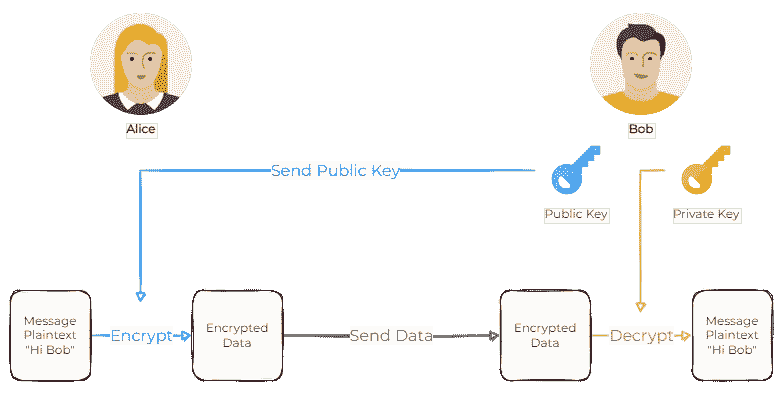 Alice
Bob
Send Public Key
Public Key
Private Key
Message
Plaintext
"Hi Bob"
Encrypt
Encrypted
Data
Send Data
Encrypted
Data
Decrypt
Message
Plaintext
"Hi Bob"